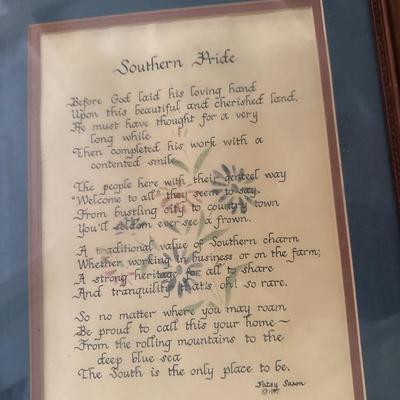 Southern Pride
Before God laid his loving hand
Upon this beautiful and cherished land,
He must have thought for a very
long while
Then completed his work with a
contented smile.
The people here with their genteel way
"Welcome to all" they seem to say.
From bustling city to country town
You'll seldom ever see a frown.
A traditional value of Southern charm
Whether working in business or on the farm;
A strong heritage for all to share
And tranquility that's oh! so rare.
So no matter where you may roam
Be proud to call this your home ~
From the rolling mountains to the
deep blue sea
The South is the only place to be.
Patsy